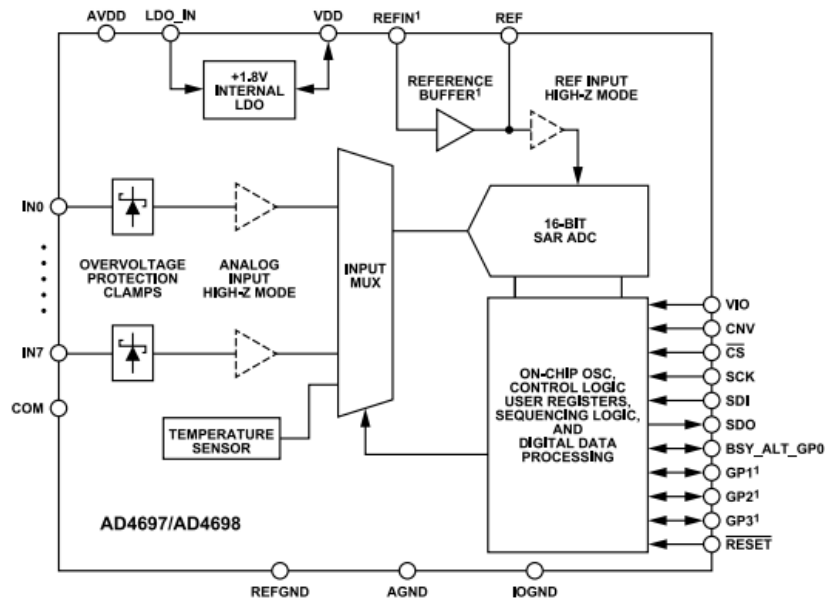 AVDD
LDO_IN
VDD
REFIN¹
REF
+1.8V
INTERNAL
LDO
REFERENCE
BUFFER¹
REF INPUT
HIGH-Z MODE
IN0
OVERVOLTAGE
PROTECTION
CLAMPS
ANALOG
INPUT
HIGH-Z MODE
INPUT
MUX
16-BIT
SAR ADC
IN7
COM
TEMPERATURE
SENSOR
ON-CHIP OSC,
CONTROL LOGIC
USER REGISTERS,
SEQUENCING LOGIC,
AND
DIGITAL DATA
PROCESSING
VIO
CNV
C̅S̅
SCK
SDI
SDO
BSY_ALT_GP0
GP1¹
GP2¹
GP3¹
R̅E̅S̅E̅T̅
AD4697/AD4698
REFGND
AGND
IOGND